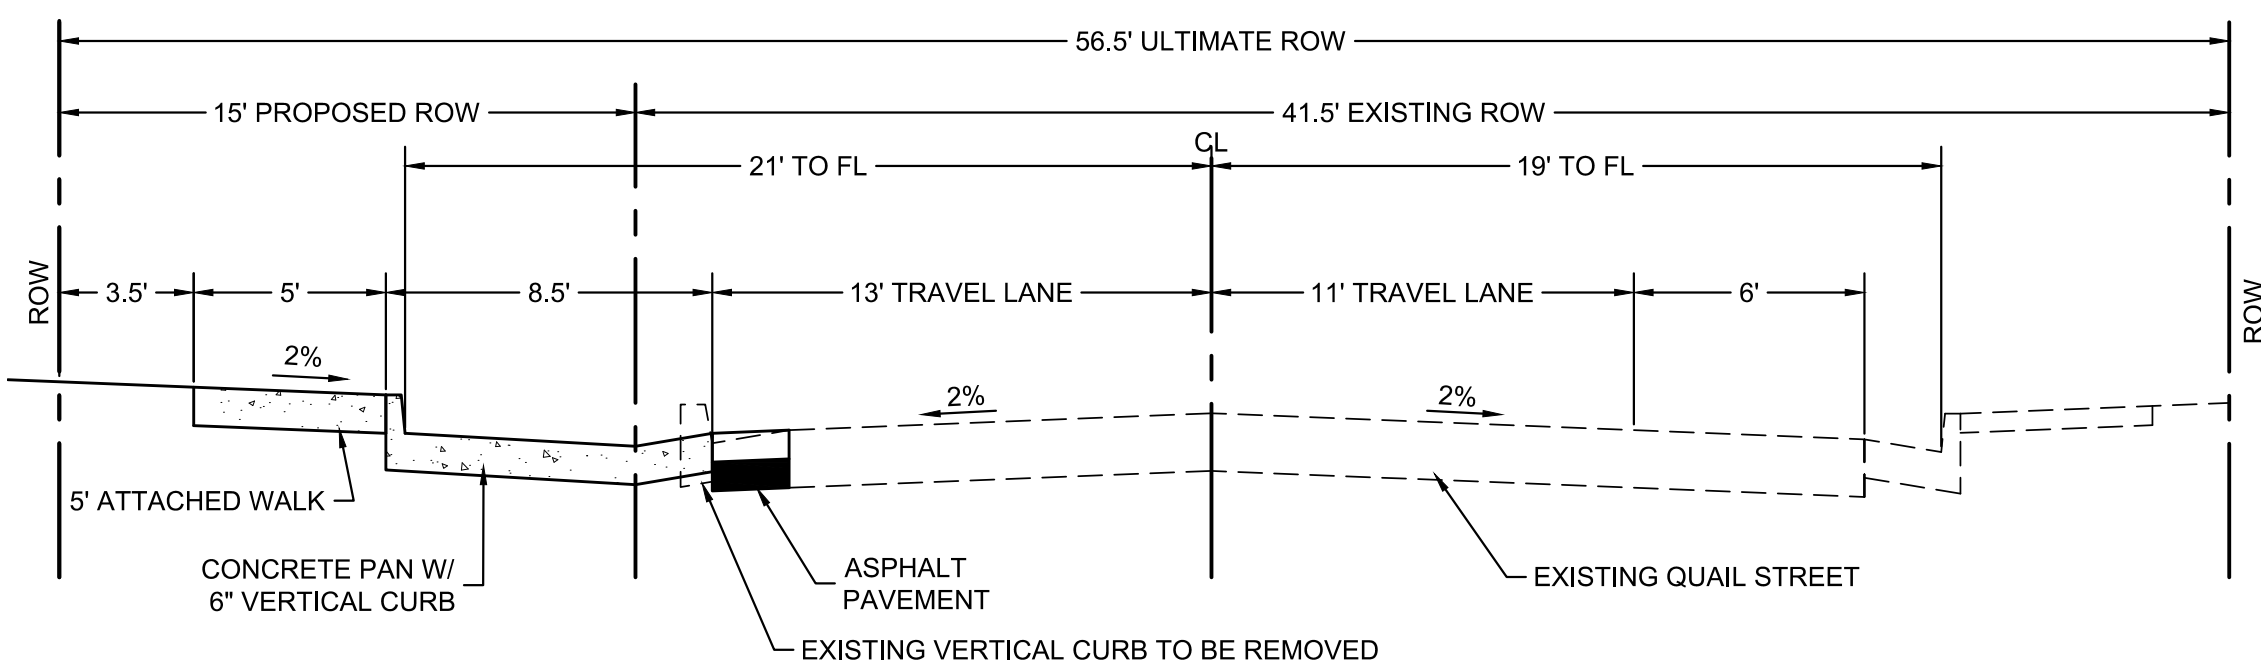 56.5' ULTIMATE ROW
15' PROPOSED ROW
41.5' EXISTING ROW
CL
21' TO FL
19' TO FL
ROW
3.5'
5'
8.5'
13' TRAVEL LANE
11' TRAVEL LANE
6'
ROW
2%
2%
2%
5' ATTACHED WALK
CONCRETE PAN W/
6" VERTICAL CURB
ASPHALT
PAVEMENT
EXISTING QUAIL STREET
EXISTING VERTICAL CURB TO BE REMOVED